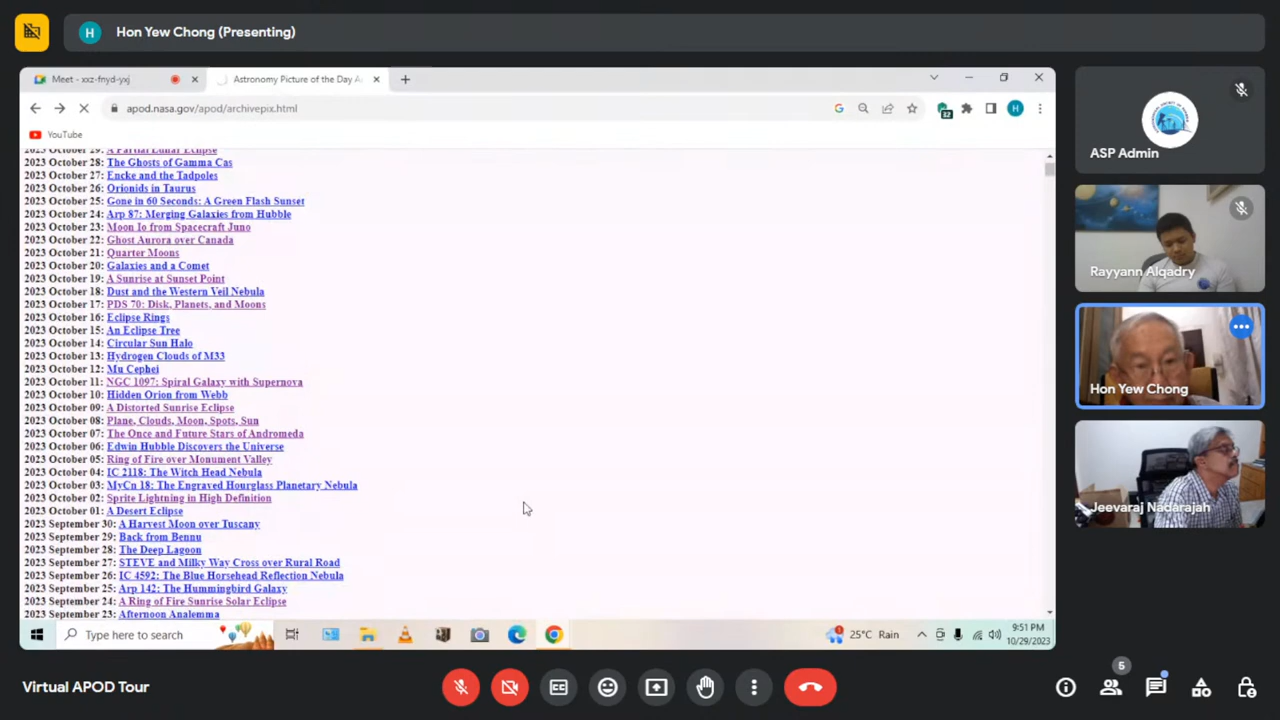 Hon Yew Chong (Presenting)
H
Meet - xxz-fnyd-yxj
Astronomy Picture of the Day A
apod.nasa.gov/apod/archivepix.html
G
H
YouTube
2023 October 29: A Partial Lunar Eclipse
2023 October 28: The Ghosts of Gamma Cas
2023 October 27: Encke and the Tadpoles
2023 October 26: Orionids in Taurus
2023 October 25: Gone in 60 Seconds: A Green Flash Sunset
2023 October 24: Arp 87: Merging Galaxies from Hubble
2023 October 23: Moon Io from Spacecraft Juno
2023 October 22: Ghost Aurora over Canada
2023 October 21: Quarter Moons
2023 October 20: Galaxies and a Comet
2023 October 19: A Sunrise at Sunset Point
2023 October 18: Dust and the Western Veil Nebula
2023 October 17: PDS 70: Disk, Planets, and Moons
2023 October 16: Eclipse Rings
2023 October 15: An Eclipse Tree
2023 October 14: Circular Sun Halo
2023 October 13: Hydrogen Clouds of M33
2023 October 12: Mu Cephei
2023 October 11: NGC 1097: Spiral Galaxy with Supernova
2023 October 10: Hidden Orion from Webb
2023 October 09: A Distorted Sunrise Eclipse
2023 October 08: Plane, Clouds, Moon, Spots, Sun
2023 October 07: The Once and Future Stars of Andromeda
2023 October 06: Edwin Hubble Discovers the Universe
2023 October 05: Ring of Fire over Monument Valley
2023 October 04: IC 2118: The Witch Head Nebula
2023 October 03: MyCn 18: The Engraved Hourglass Planetary Nebula
2023 October 02: Sprite Lightning in High Definition
2023 October 01: A Desert Eclipse
2023 September 30: A Harvest Moon over Tuscany
2023 September 29: Back from Bennu
2023 September 28: The Deep Lagoon
2023 September 27: STEVE and Milky Way Cross over Rural Road
2023 September 26: IC 4592: The Blue Horsehead Reflection Nebula
2023 September 25: Arp 142: The Hummingbird Galaxy
2023 September 24: A Ring of Fire Sunrise Solar Eclipse
2023 September 23: Afternoon Analemma
Type here to search
25°C Rain
9:51 PM
10/29/2023
ASP Admin
Rayyann Alqadry
Hon Yew Chong
Jeevaraj Nadarajah
Virtual APOD Tour
5